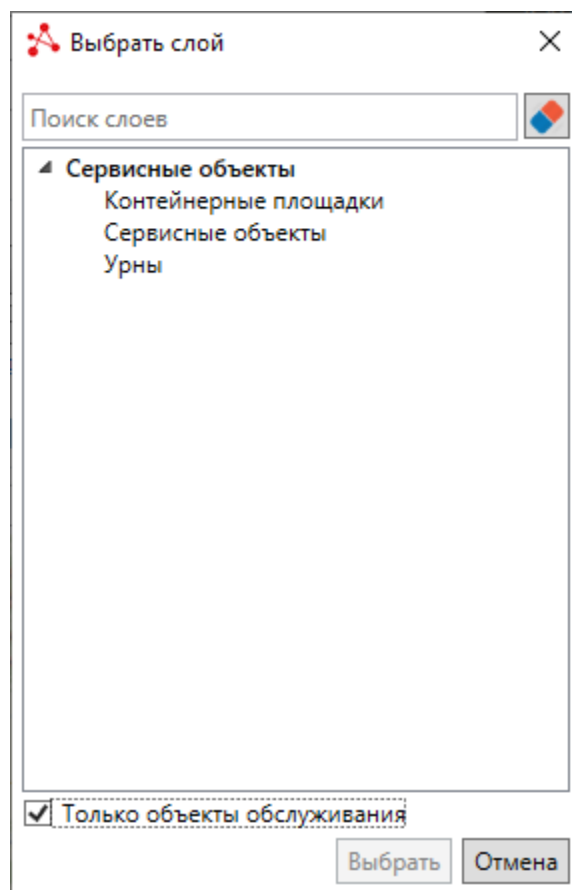 Выбрать слой
Поиск слоев
Сервисные объекты
Контейнерные площадки
Сервисные объекты
Урны
Только объекты обслуживания
Выбрать Отмена